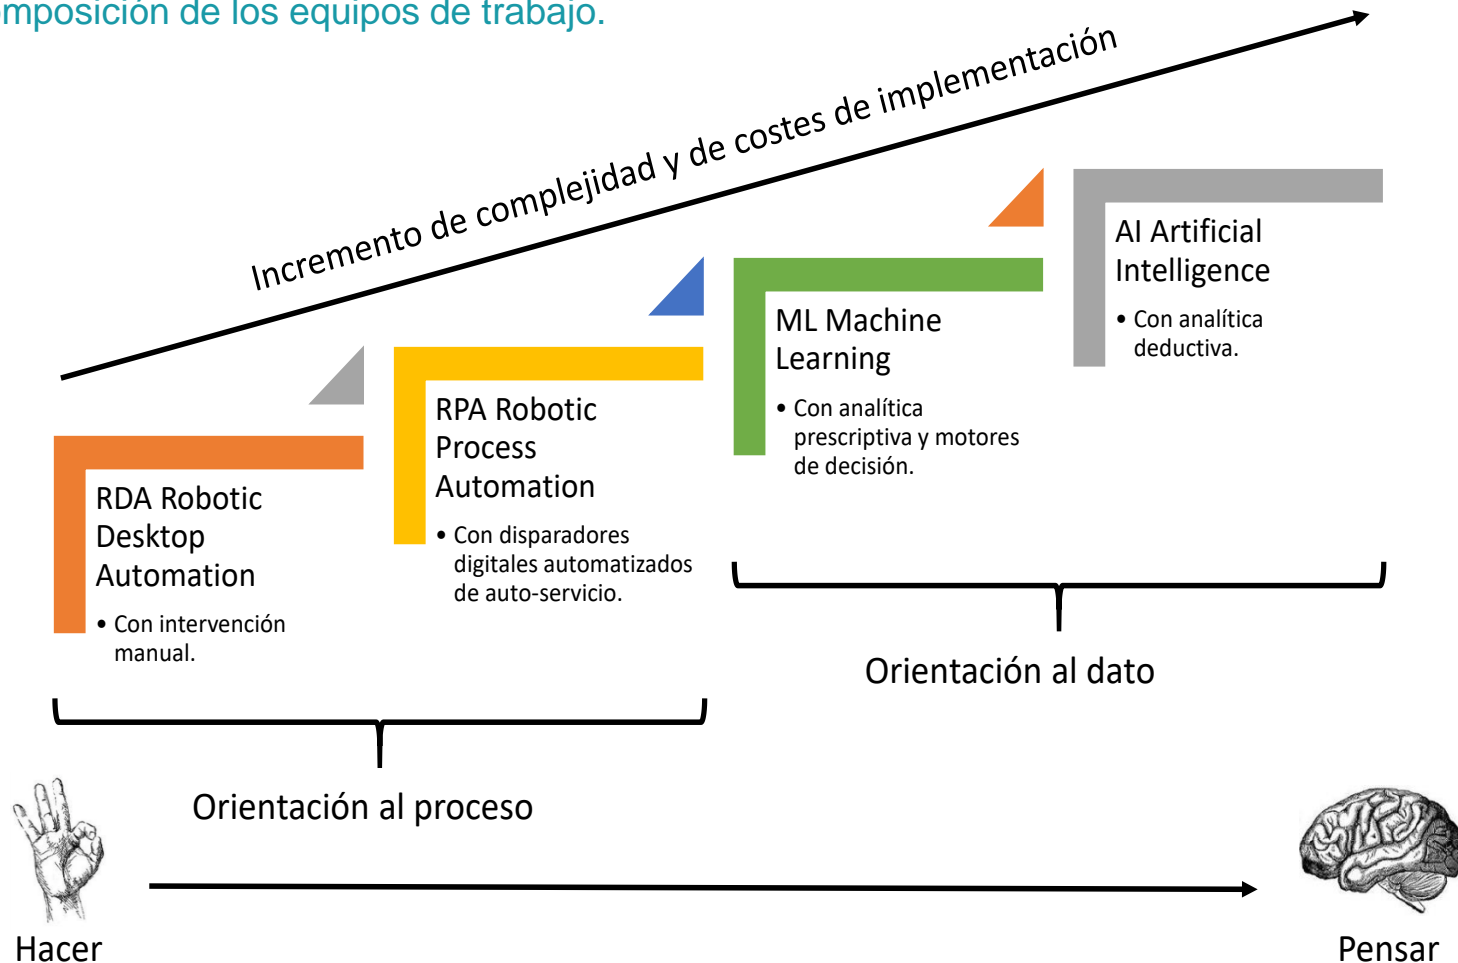 composición de los equipos de trabajo.
Incremento de complejidad y de costes de implementación
RDA Robotic
Desktop
Automation
• Con intervención
manual.
RPA Robotic
Process
Automation
• Con disparadores
digitales automatizados
de auto-servicio.
ML Machine
Learning
• Con analítica
prescriptiva y motores
de decisión.
AI Artificial
Intelligence
• Con analítica
deductiva.
Orientación al proceso
Orientación al dato
Hacer
Pensar